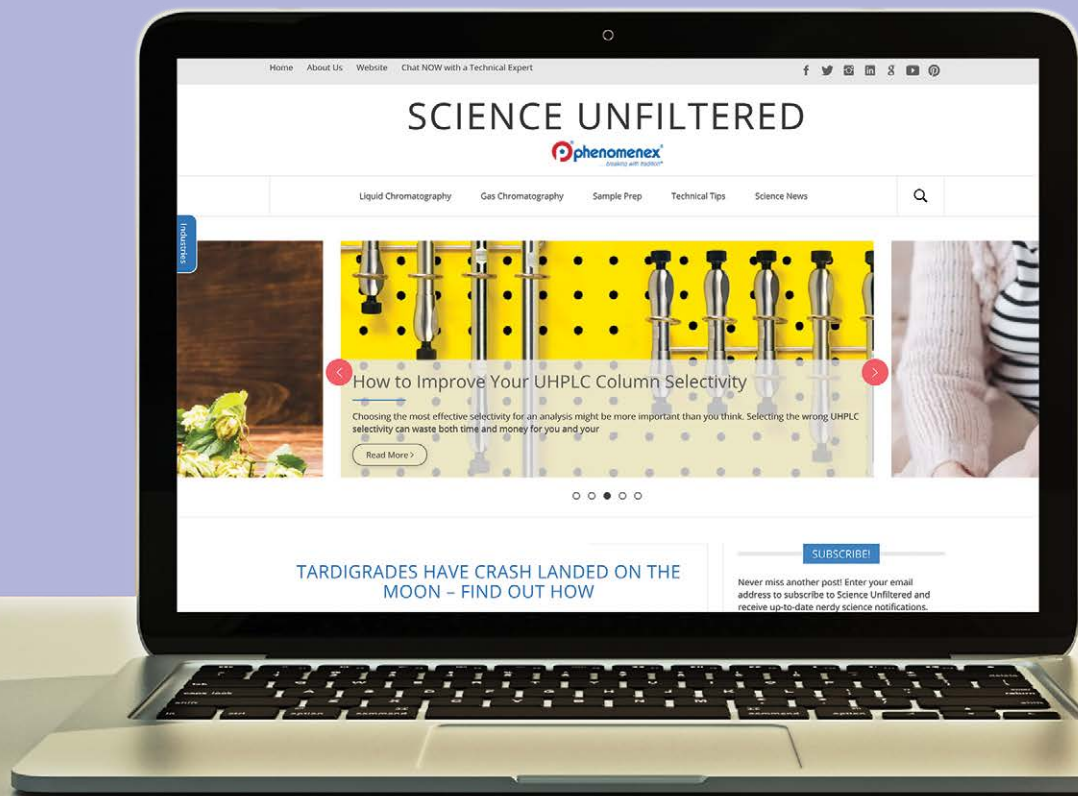 Home About Us Website Chat NOW with a Technical Expert
SCIENCE UNFILTERED
phenomenex®
...breaking with tradition®
Liquid Chromatography Gas Chromatography Sample Prep Technical Tips Science News
Industries
How to Improve Your UHPLC Column Selectivity
Choosing the most effective selectivity for an analysis might be more important than you think. Selecting the wrong UHPLC
selectivity can waste both time and money for you and your
Read More >
TARDIGRADES HAVE CRASH LANDED ON THE
MOON – FIND OUT HOW
SUBSCRIBE!
Never miss another post! Enter your email
address to subscribe to Science Unfiltered and
receive up-to-date nerdy science notifications.